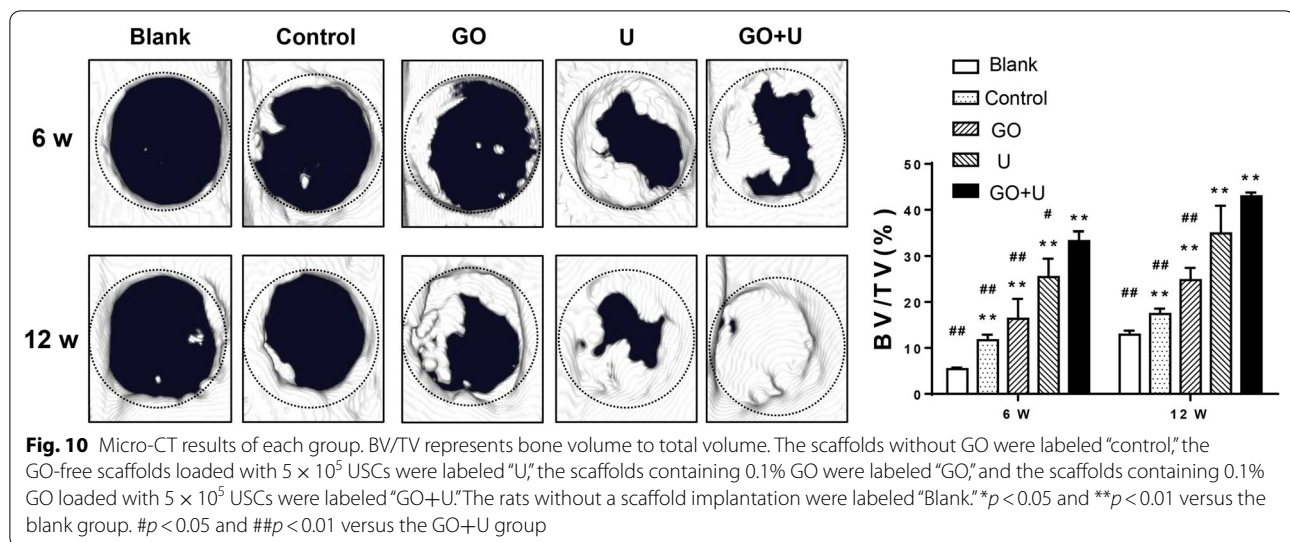 Blank Control GO U GO+U
6 w
12 w
Blank
Control
GO
U
GO+U
BV/TV(%)
50
40
30
20
10
0
## ## ** ## ** # ** **
## ## ** ## ** ** **
6 W 12 W
Fig. 10 Micro-CT results of each group. BV/TV represents bone volume to total volume. The scaffolds without GO were labeled “control,” the
GO-free scaffolds loaded with 5 × 10⁵ USCs were labeled “U,” the scaffolds containing 0.1% GO were labeled “GO,” and the scaffolds containing 0.1%
GO loaded with 5 × 10⁵ USCs were labeled “GO+U.” The rats without a scaffold implantation were labeled “Blank.” *p < 0.05 and **p < 0.01 versus the
blank group. #p < 0.05 and ##p < 0.01 versus the GO+U group